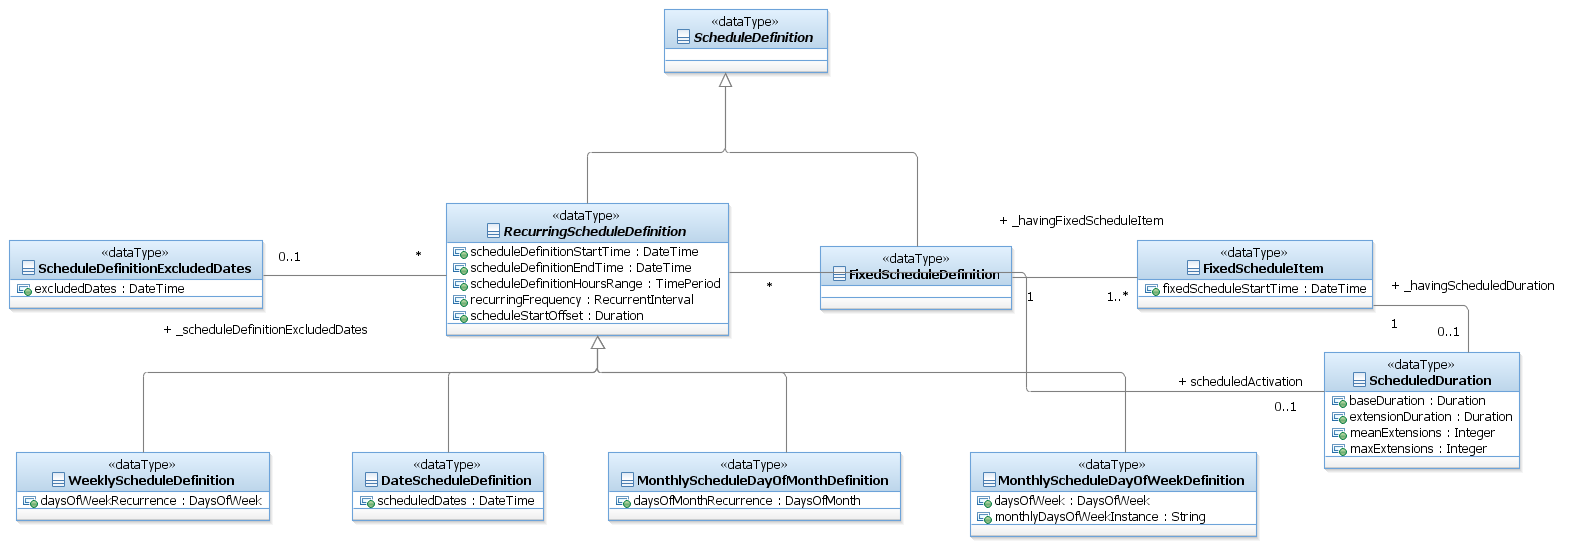 «dataType»
ScheduleDefinition
«dataType»
RecurringScheduleDefinition
scheduleDefinitionStartTime : DateTime
scheduleDefinitionEndTime : DateTime
scheduleDefinitionHoursRange : TimePeriod
recurringFrequency : RecurrentInterval
scheduleStartOffset : Duration
«dataType»
ScheduleDefinitionExcludedDates
excludedDates : DateTime
0..1
*
+ _scheduleDefinitionExcludedDates
«dataType»
FixedScheduleDefinition
*
1
+ _havingFixedScheduleItem
1..*
«dataType»
FixedScheduleItem
fixedScheduleStartTime : DateTime
+ _havingScheduledDuration
1
0..1
+ scheduledActivation
0..1
«dataType»
ScheduledDuration
baseDuration : Duration
extensionDuration : Duration
meanExtensions : Integer
maxExtensions : Integer
«dataType»
WeeklyScheduleDefinition
daysOfWeekRecurrence : DaysOfWeek
«dataType»
DateScheduleDefinition
scheduledDates : DateTime
«dataType»
MonthlyScheduleDayOfMonthDefinition
daysOfMonthRecurrence : DaysOfMonth
«dataType»
MonthlyScheduleDayOfWeekDefinition
daysOfWeek : DaysOfWeek
monthlyDaysOfWeekInstance : String